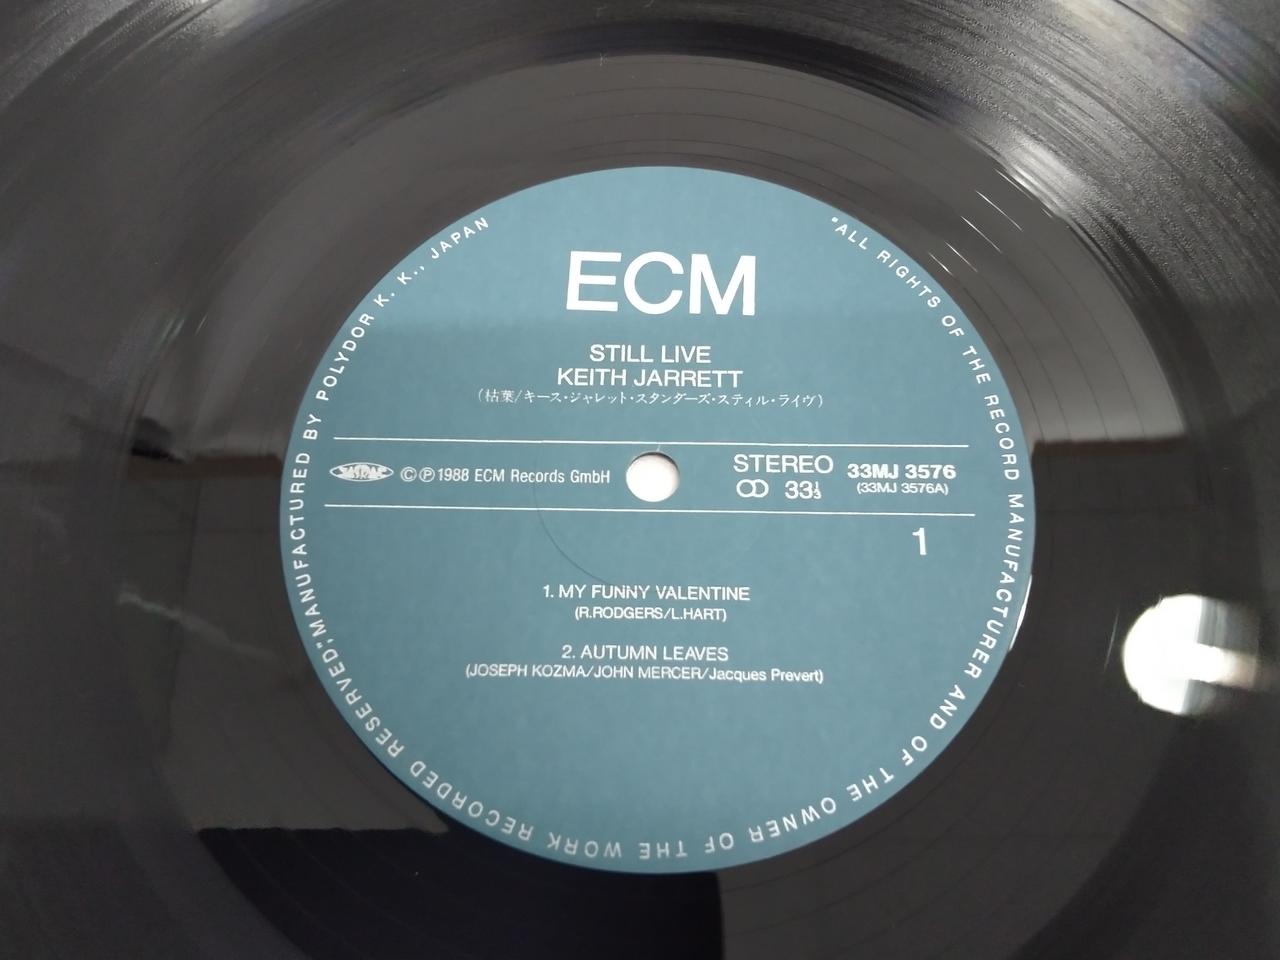 ECM
STILL LIVE
KEITH JARRETT
(枯葉/キース・ジャレット・スタンダーズ・スティル・ライヴ)
JASRAC ©℗1988 ECM Records GmbH
STEREO 33MJ 3576
33⅓ (33MJ 3576A)
1
1. MY FUNNY VALENTINE
(R.RODGERS/L.HART)
2. AUTUMN LEAVES
(JOSEPH KOZMA/JOHN MERCER/Jacques Prevert)
"ALL RIGHTS OF THE RECORD MANUFACTURER AND OF THE OWNER OF THE WORK RECORDED RESERVED," MANUFACTURED BY POLYDOR K. K., JAPAN